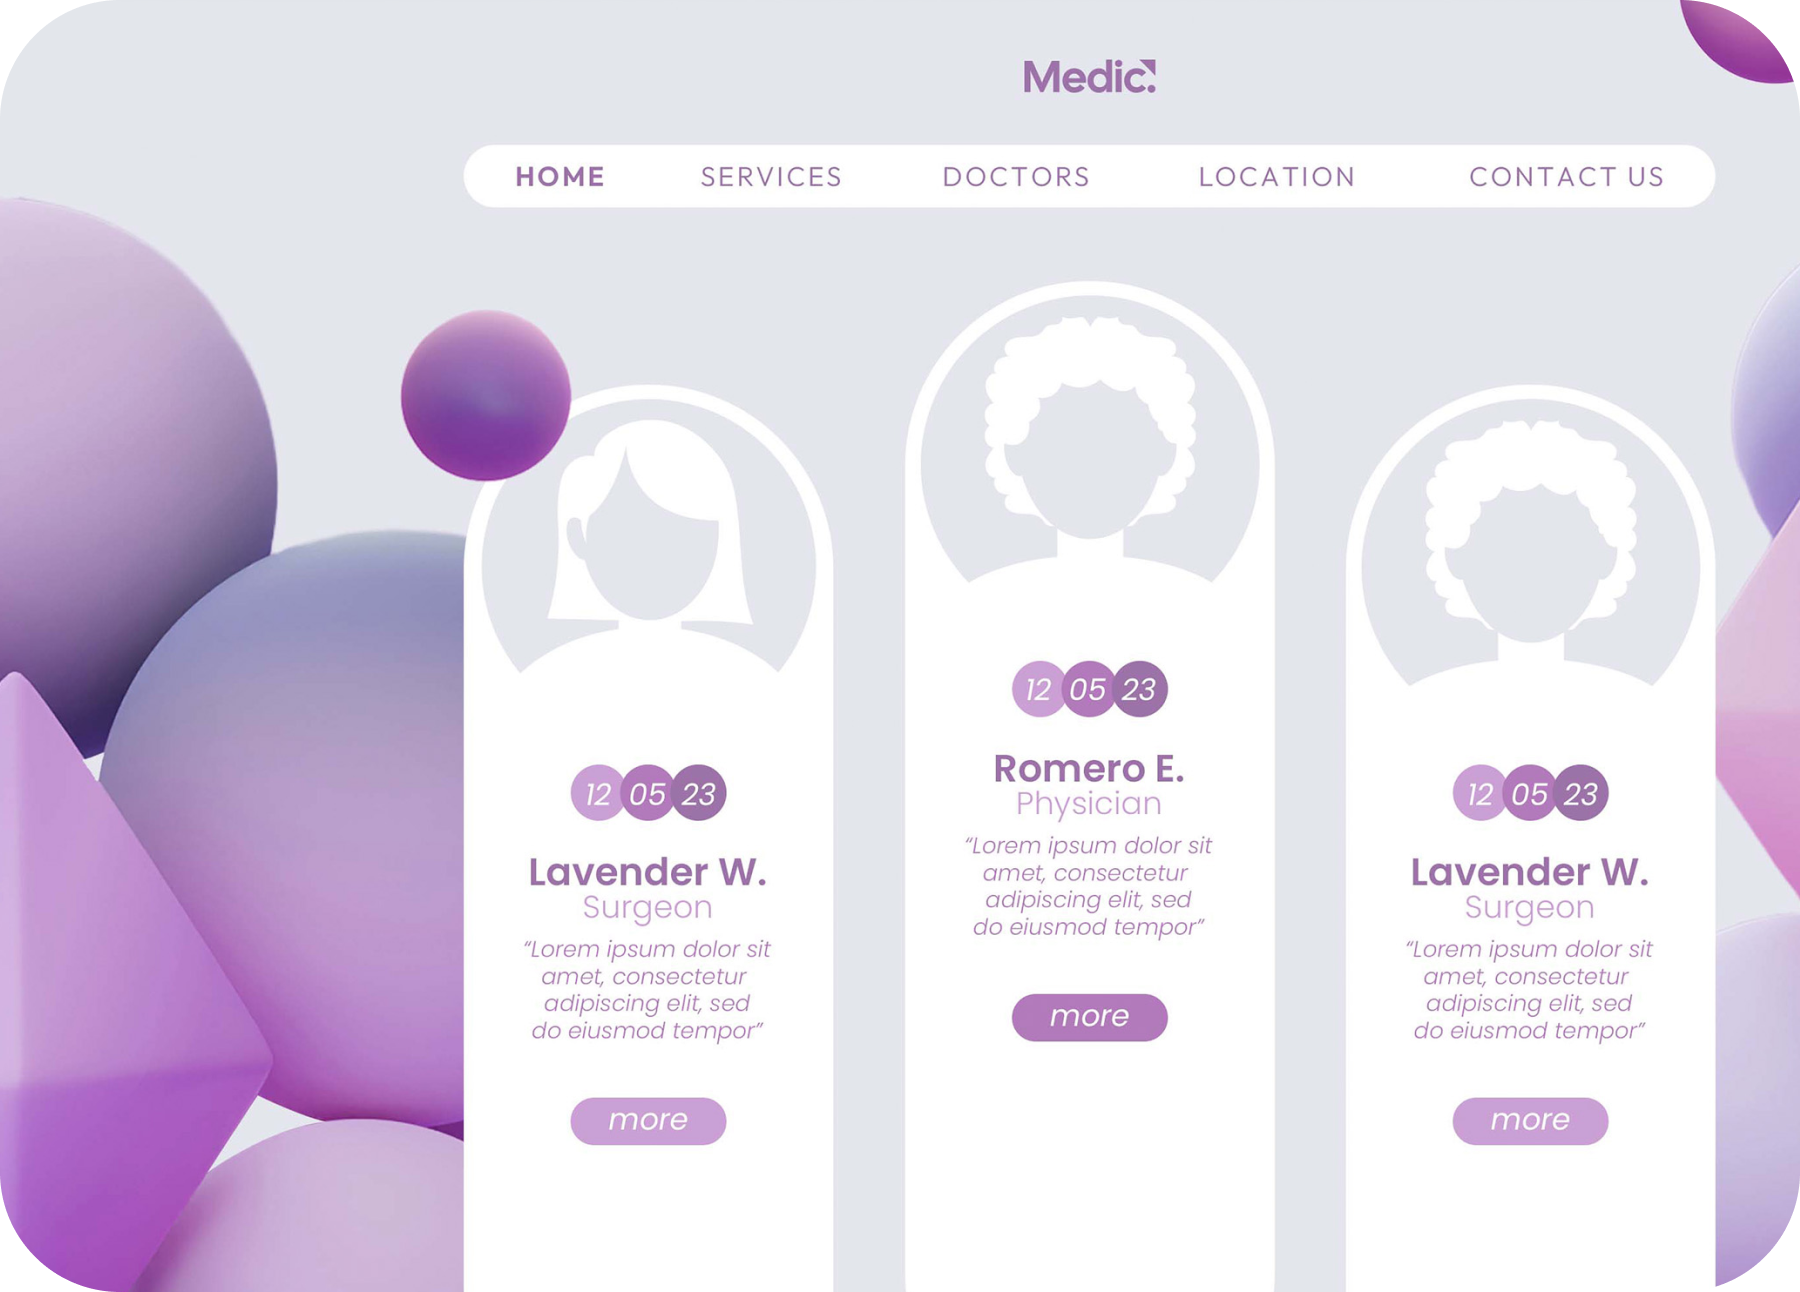 Medic.
HOME SERVICES DOCTORS LOCATION CONTACT US
12 05 23
Lavender W.
Surgeon
“Lorem ipsum dolor sit
amet, consectetur
adipiscing elit, sed
do eiusmod tempor”
more
12 05 23
Romero E.
Physician
“Lorem ipsum dolor sit
amet, consectetur
adipiscing elit, sed
do eiusmod tempor”
more
12 05 23
Lavender W.
Surgeon
“Lorem ipsum dolor sit
amet, consectetur
adipiscing elit, sed
do eiusmod tempor”
more